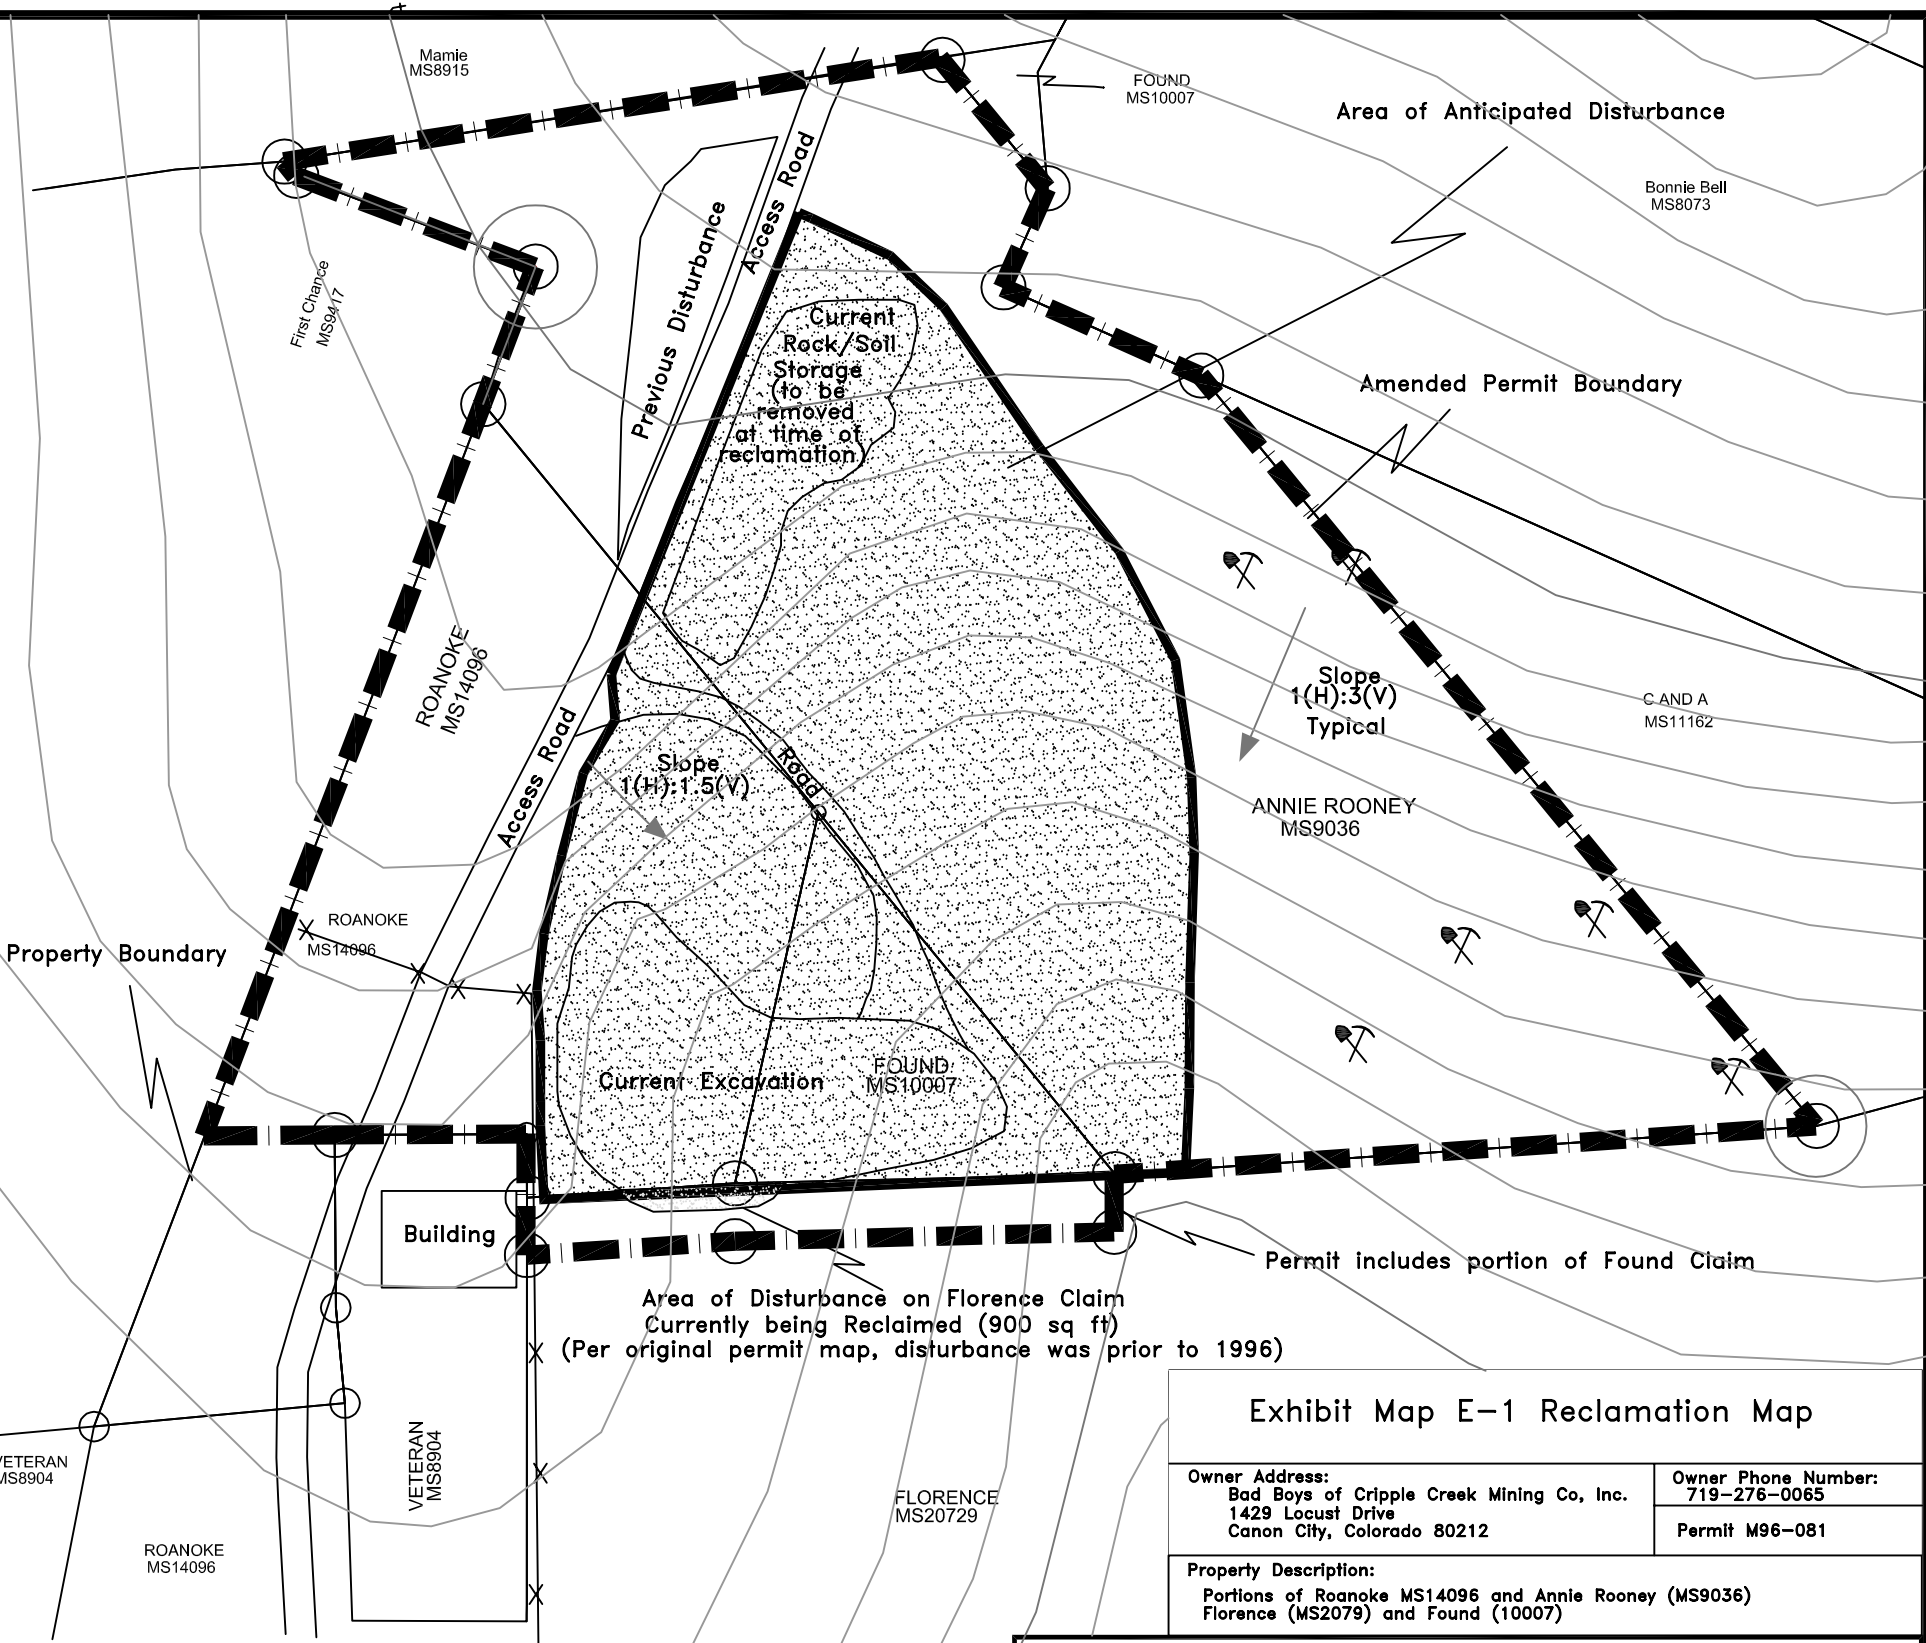 Mamie
MS8915
FOUND
MS10007
Area of Anticipated Disturbance
Bonnie Bell
MS8073
First Chance
MS9417
Previous Disturbance
Access Road
Current
Rock/Soil
Storage
(to be
removed
at time of
reclamation)
Amended Permit Boundary
ROANOKE
MS14096
Slope
1(H):3(V)
Typical
C AND A
MS11162
Access Road
Slope
1(H):1.5(V)
Road
ANNIE ROONEY
MS9036
Property Boundary
ROANOKE
MS14096
Current Excavation
FOUND
MS10007
Building
Permit includes portion of Found Claim
Area of Disturbance on Florence Claim
Currently being Reclaimed (900 sq ft)
(Per original permit map, disturbance was prior to 1996)
VETERAN
MS8904
VETERAN
MS8904
FLORENCE
MS20729
ROANOKE
MS14096
Exhibit Map E-1 Reclamation Map
Owner Address:
Bad Boys of Cripple Creek Mining Co, Inc.
1429 Locust Drive
Canon City, Colorado 80212
Owner Phone Number:
719-276-0065
Permit M96-081
Property Description:
Portions of Roanoke MS14096 and Annie Rooney (MS9036)
Florence (MS2079) and Found (10007)